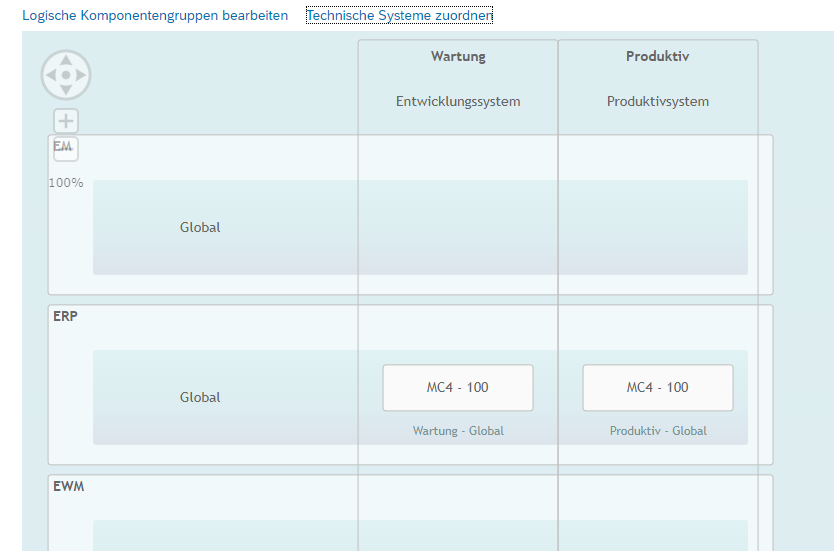 Logische Komponentengruppen bearbeiten Technische Systeme zuordnen
Wartung Produktiv
Entwicklungssystem Produktivsystem
EM
100%
Global
ERP
Global MC4 - 100 MC4 - 100
Wartung - Global Produktiv - Global
EWM